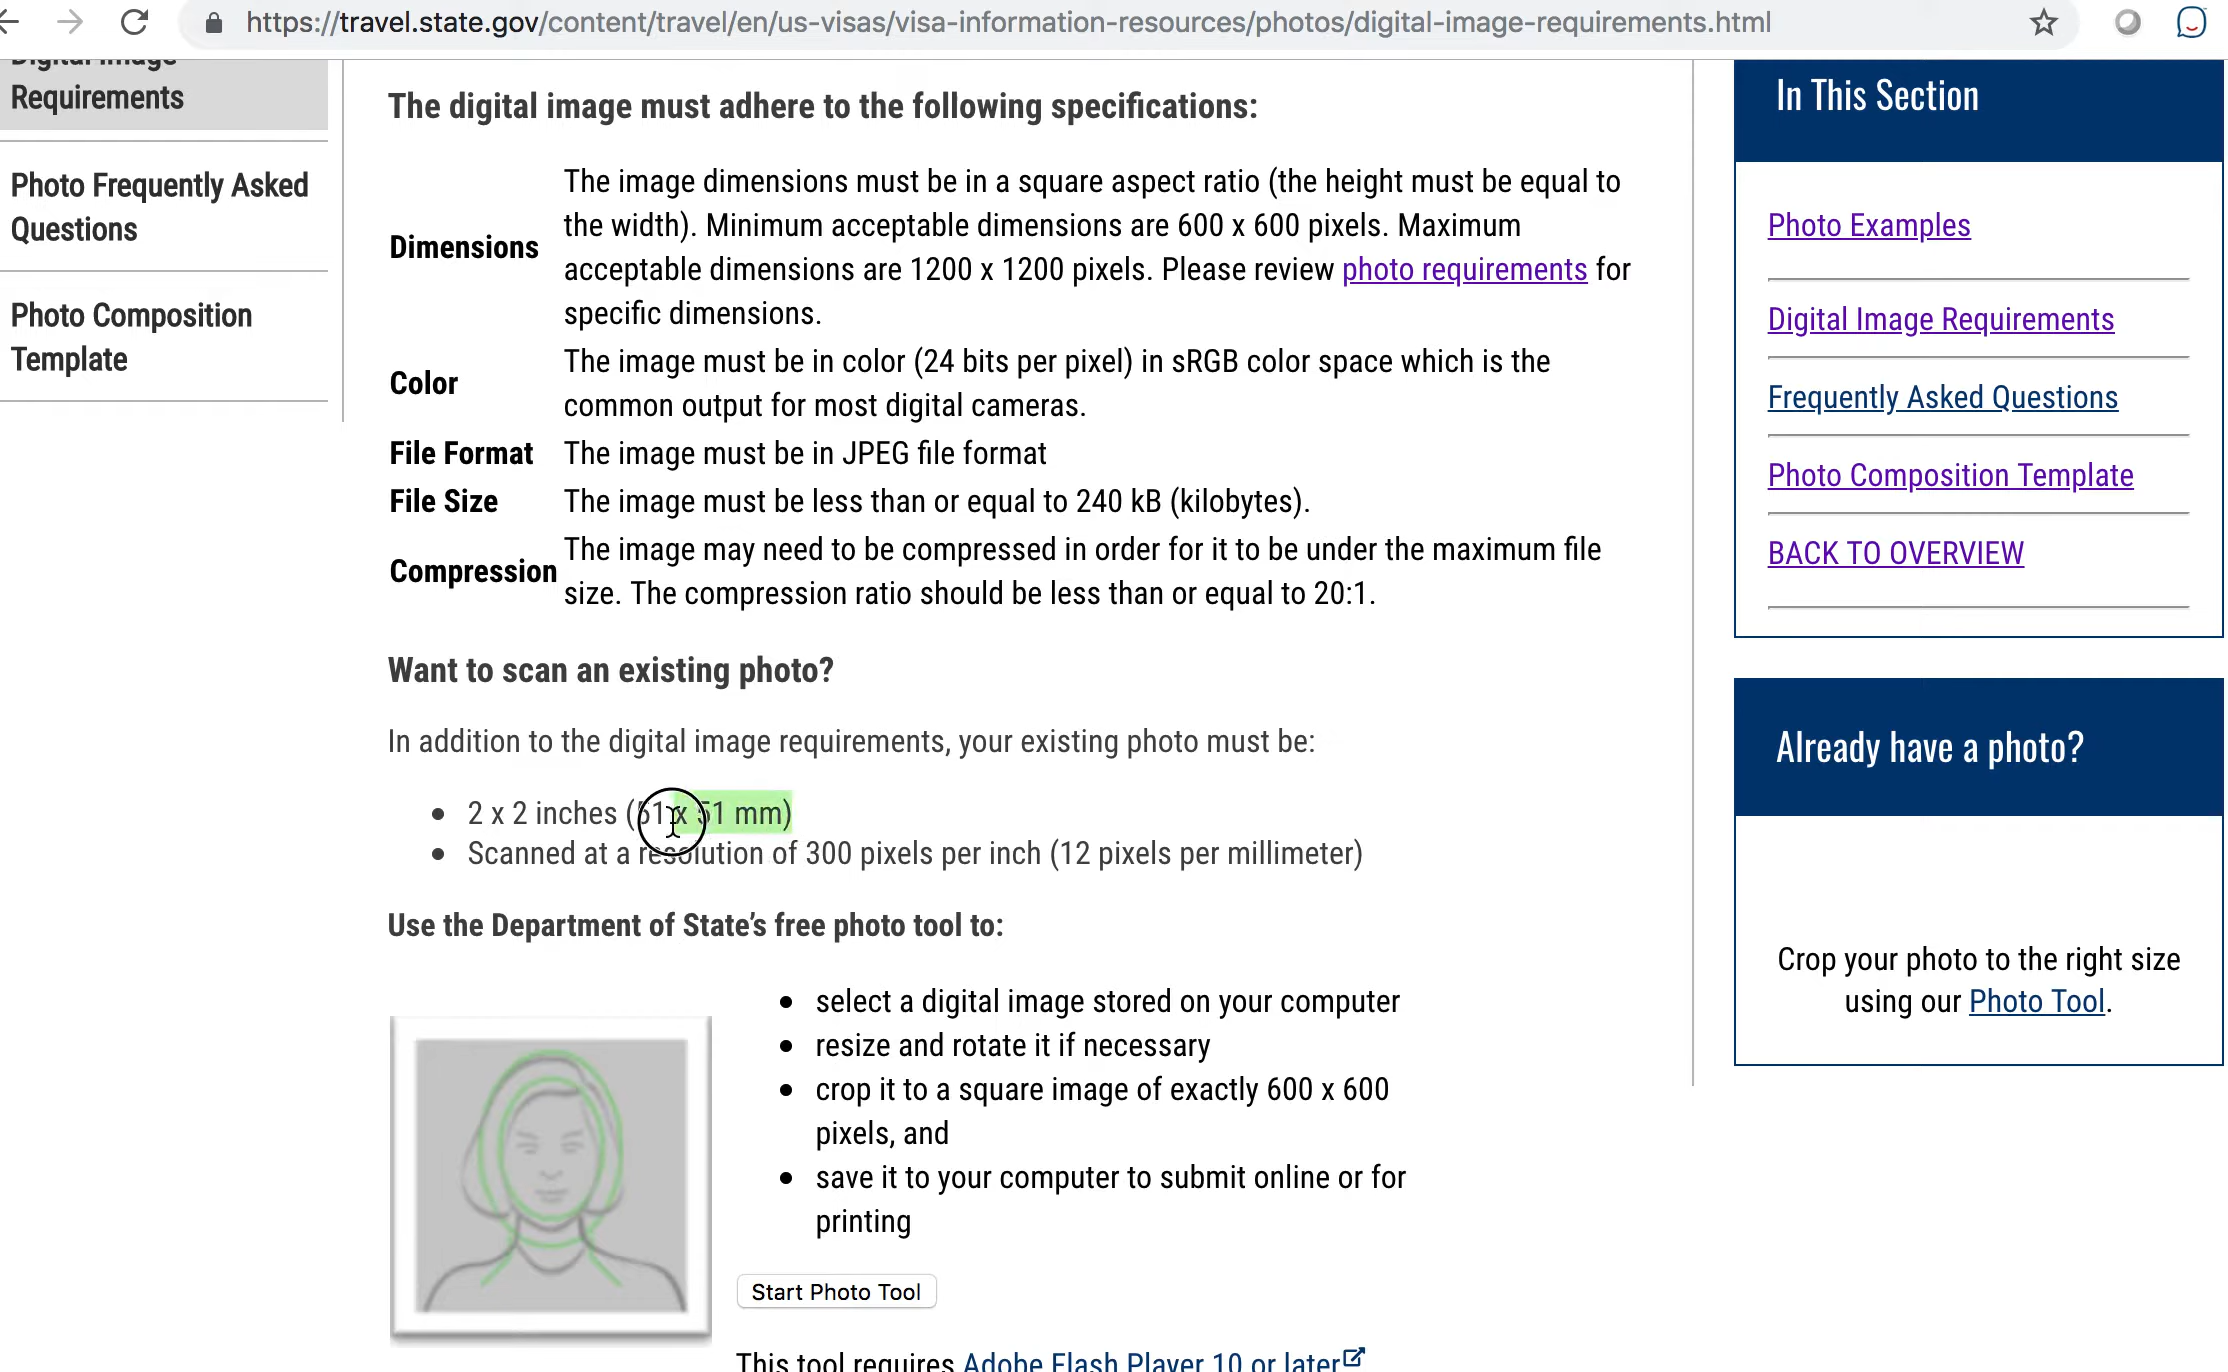 https://travel.state.gov/content/travel/en/us-visas/visa-information-resources/photos/digital-image-requirements.html
Digital Image
Requirements
Photo Frequently Asked
Questions
Photo Composition
Template
The digital image must adhere to the following specifications:
Dimensions
The image dimensions must be in a square aspect ratio (the height must be equal to
the width). Minimum acceptable dimensions are 600 x 600 pixels. Maximum
acceptable dimensions are 1200 x 1200 pixels. Please review photo requirements for
specific dimensions.
Color
The image must be in color (24 bits per pixel) in sRGB color space which is the
common output for most digital cameras.
File Format The image must be in JPEG file format
File Size The image must be less than or equal to 240 kB (kilobytes).
Compression
The image may need to be compressed in order for it to be under the maximum file
size. The compression ratio should be less than or equal to 20:1.
Want to scan an existing photo?
In addition to the digital image requirements, your existing photo must be:
• 2 x 2 inches (51 x 51 mm)
• Scanned at a resolution of 300 pixels per inch (12 pixels per millimeter)
Use the Department of State’s free photo tool to:
• select a digital image stored on your computer
• resize and rotate it if necessary
• crop it to a square image of exactly 600 x 600
pixels, and
• save it to your computer to submit online or for
printing
Start Photo Tool
This tool requires Adobe Flash Player 10 or later
In This Section
Photo Examples
Digital Image Requirements
Frequently Asked Questions
Photo Composition Template
BACK TO OVERVIEW
Already have a photo?
Crop your photo to the right size
using our Photo Tool.